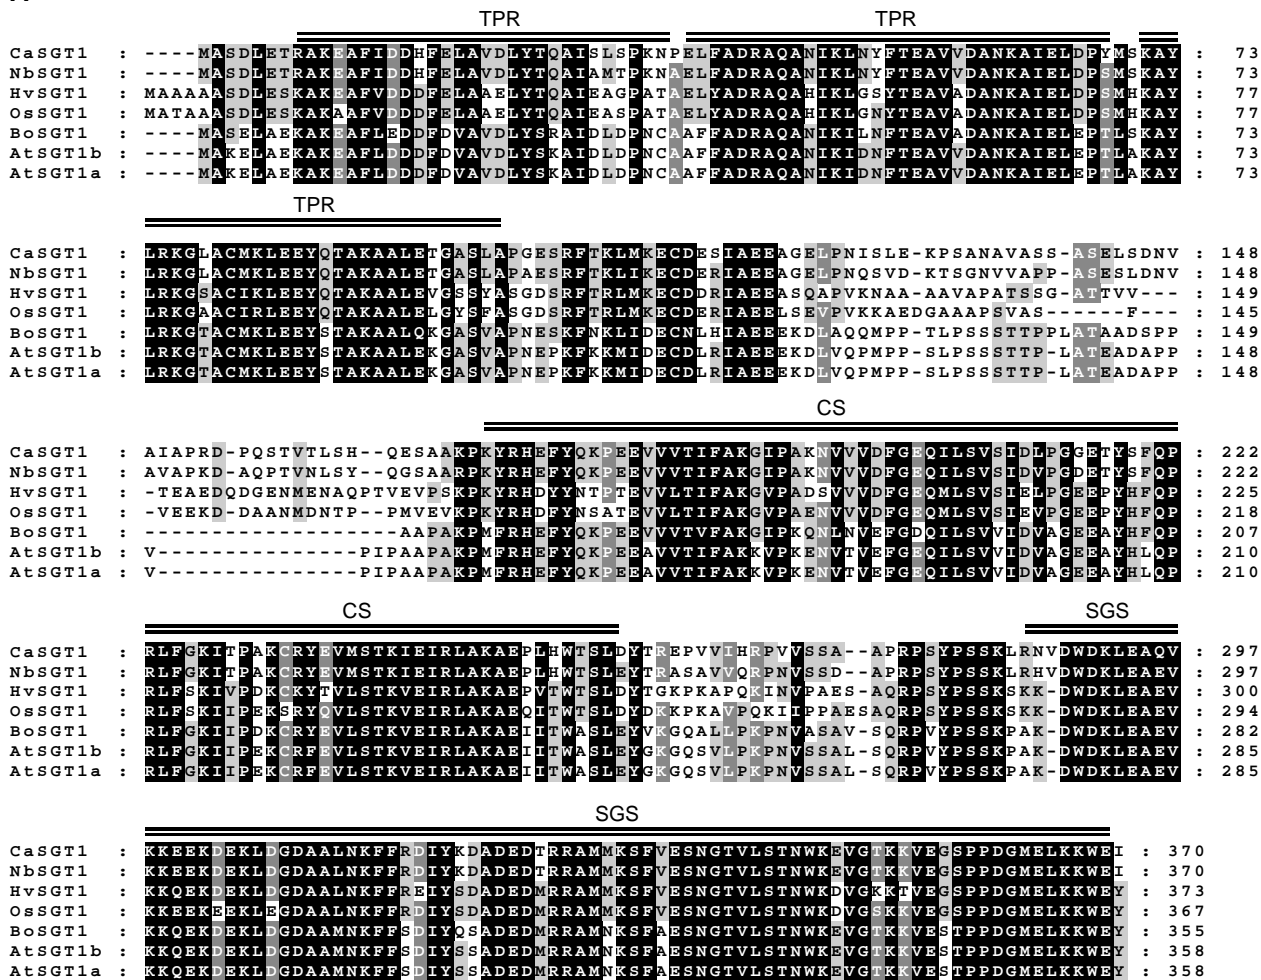 TPR TPR
CaSGT1 : ----MASDLETRAKEAFIDDHFELAVDLYTQAISLSPKNPELFADRAQANIKLNYFTEAVVDANKAIELDPYMSKAY : 73
NbSGT1 : ----MASDLETRAKEAFIDDHFELAVDLYTQAIAMTPKNAELFADRAQANIKLNYFTEAVVDANKAIELDPSMSKAY : 73
HvSGT1 : MAAAAASDLESKAKEAFVDDDFELAAELYTQAIEAGPATAELYADRAQAHIKLGSYTEAVADANKAIELDPSMHKAY : 77
OsSGT1 : MATAAASDLESKAKAAFVDDDFELAAELYTQAIEASPATAELYADRAQAHIKLGNYTEAVADANKAIELDPSMHKAY : 77
BoSGT1 : ----MASELAEKAKEAFLEDDFDVAVDLYSRAIDLDPNCAAFFADRAQANIKILNFTEAVADANKAIELEPTLSKAY : 73
AtSGT1b : ----MAKELAEKAKEAFLDDDFDVAVDLYSKAIDLDPNCAAFFADRAQANIKIDNFTEAVVDANKAIELEPTLAKAY : 73
AtSGT1a : ----MAKELAEKAKEAFLDDDFDVAVDLYSKAIDLDPNCAAFFADRAQANIKIDNFTEAVVDANKAIELEPTLAKAY : 73
TPR
CaSGT1 : LRKGLACMKLEEYQTAKAALETGASLAPGESRFTKLMKECDESIAEEAGELPNISLE-KPSANAVASS-ASELSDNV : 148
NbSGT1 : LRKGLACMKLEEYQTAKAALETGASLAPAESRFTKLIKECDERIAEEAGELPNQSVD-KTSGNVVAPP-ASESLDNV : 148
HvSGT1 : LRKGSACIKLEEYQTAKAALEVGSSYASGDSRFTRLMKECDDRIAEEASQAPVKNAA-AAVAPATSSG-ATTVV--- : 149
OsSGT1 : LRKGAACIRLEEYQTAKAALELGYSFASGDSRFTRLMKECDERIAEELSEVPVKKAEDGAAAPSVAS------F--- : 145
BoSGT1 : LRKGTACMKLEEYSTAKAALQKGASVAPNESKFNKLIDECNLHIAEEEKDLAQQMPP-TLPSSSTTPPLATAADSPP : 149
AtSGT1b : LRKGTACMKLEEYSTAKAALEKGASVAPNEPKFKKMIDECDLRIAEEEKDLVQPMPP-SLPSSSTTP-LATEADAPP : 148
AtSGT1a : LRKGTACMKLEEYSTAKAALEKGASVAPNEPKFKKMIDECDLRIAEEEKDLVQPMPP-SLPSSSTTP-LATEADAPP : 148
CS
CaSGT1 : AIAPRD-PQSTVTLSH--QESAAKPKYRHEFYQKPEEVVVTIFAKGIPAKNVVVDFGEQILSVSIDLPGGETYSFQP : 222
NbSGT1 : AVAPKD-AQPTVNLSY--QGSAARPKYRHEFYQKPEEVVVTIFAKGIPAKNVVVDFGEQILSVSIDVPGDETYSFQP : 222
HvSGT1 : -TEAEDQDGENMENAQPTVEVPSKPKYRHDYYNTPTEVVLTIFAKGVPADSVVVDFGEQMLSVSIELPGEEPYHFQP : 225
OsSGT1 : -VEEKD-DAANMDNTP--PMVEVKPKYRHDFYNSATEVVLTIFAKGVPAENVVVDFGEQMLSVSIEVPGEEPYHFQP : 218
BoSGT1 : -------------------AAPAKPMFRHEFYQKPEEVVVTVFAKGIPKQNLNVEFGDQILSVVIDVAGEEAYHFQP : 207
AtSGT1b : V---------------PIPAAPAKPMFRHEFYQKPEEAVVTIFAKKVPKENVTVEFGEQILSVVIDVAGEEAYHLQP : 210
AtSGT1a : V---------------PIPAAPAKPMFRHEFYQKPEEAVVTIFAKKVPKENVTVEFGEQILSVVIDVAGEEAYHLQP : 210
CS SGS
CaSGT1 : RLFGKITPAKCRYEVMSTKIEIRLAKAEPLHWTSLDYTREPVVIHRPVVSSA--APRPSYPSSKLRNVDWDKLEAQV : 297
NbSGT1 : RLFGKITPAKCRYEVMSTKIEIRLAKAEPLHWTSLEYTRASAVVQRPNVSSD--APRPSYPSSKLRHVDWDKLEAEV : 297
HvSGT1 : RLFSKIVPDKCKYTVLSTKVEIRLAKAEPVTWTSLDYTGKPKAPQKINVPAES-AQRPSYPSSKSKK-DWDKLEAEV : 300
OsSGT1 : RLFSKIIPEKSRYQVLSTKVEIRLAKAEQITWTSLDYDKKPKAVPQKIIPPAESAQRPSYPSSKSKK-DWDKLEAEV : 294
BoSGT1 : RLFGKIIPDKCRYEVLSTKVEIRLAKAEIITWASLEYVKGQALLPKPNVASAV-SQRPVYPSSKPAK-DWDKLEAEV : 282
AtSGT1b : RLFGKIIPEKCRFEVLSTKVEIRLAKAEIITWASLEYGKGQSVLPKPNVSSAL-SQRPVYPSSKPAK-DWDKLEAEV : 285
AtSGT1a : RLFGKIIPEKCRFEVLSTKVEIRLAKAEIITWASLEYGKGQSVLPKPNVSSAL-SQRPVYPSSKPAK-DWDKLEAEV : 285
SGS
CaSGT1 : KKEEKDEKLDGDAALNKFFRDIYKDADEDTRRAMMKSFVESNGTVLSTNWKEVGTKKVEGSPPDGMELKKWEI : 370
NbSGT1 : KKEEKDEKLDGDAALNKFFRDIYKDADEDTRRAMMKSFVESNGTVLSTNWKEVGTKKVEGSPPDGMELKKWEI : 370
HvSGT1 : KKQEKDEKLDGDAALNKFFREIYSDADEDMRRAMMKSFVESNGTVLSTNWKDVGKKTVEGSPPDGMELKKWEY : 373
OsSGT1 : KKEEKEEKLEGDAALNKFFRDIYSDADEDMRRAMMKSFVESNGTVLSTNWKDVGSKKVEGSPPDGMELKKWEY : 367
BoSGT1 : KKQEKDEKLDGDAAMNKFFSDIYQSADEDMRRAMNKSFAESNGTVLSTNWKEVGTKKVESTPPDGMELKKWEY : 355
AtSGT1b : KKQEKDEKLDGDAAMNKFFSDIYSSADEDMRRAMNKSFAESNGTVLSTNWKEVGTKKVESTPPDGMELKKWEY : 358
AtSGT1a : KKQEKDEKLDGDAAMNKFFSDIYSSADEDMRRAMNKSFAESNGTVLSTNWKEVGTKKVESTPPDGMELKKWEY : 358